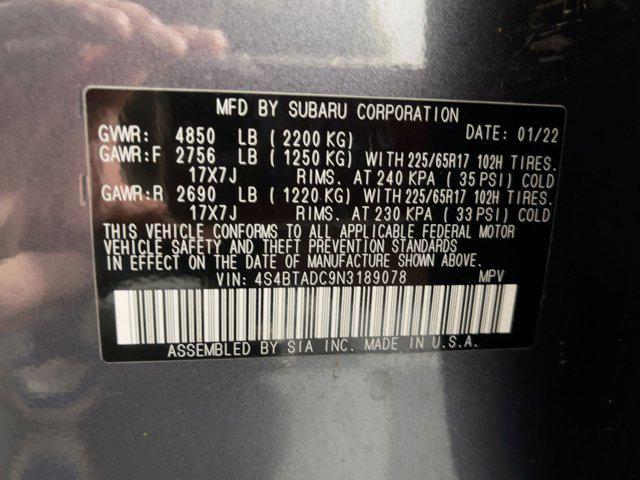 MFD BY SUBARU CORPORATION
GVWR: 4850 LB ( 2200 KG) DATE: 01/22
GAWR:F 2756 LB ( 1250 KG) WITH 225/65R17 102H TIRES.
17X7J RIMS. AT 240 KPA ( 35 PSI) COLD
GAWR:R 2690 LB ( 1220 KG) WITH 225/65R17 102H TIRES.
17X7J RIMS. AT 230 KPA ( 33 PSI) COLD
THIS VEHICLE CONFORMS TO ALL APPLICABLE FEDERAL MOTOR
VEHICLE SAFETY AND THEFT PREVENTION STANDARDS
IN EFFECT ON THE DATE OF MANUFACTURE SHOWN ABOVE.
VIN: 4S4BTADC9N3189078 MPV
ASSEMBLED BY SIA INC. MADE IN U.S.A.